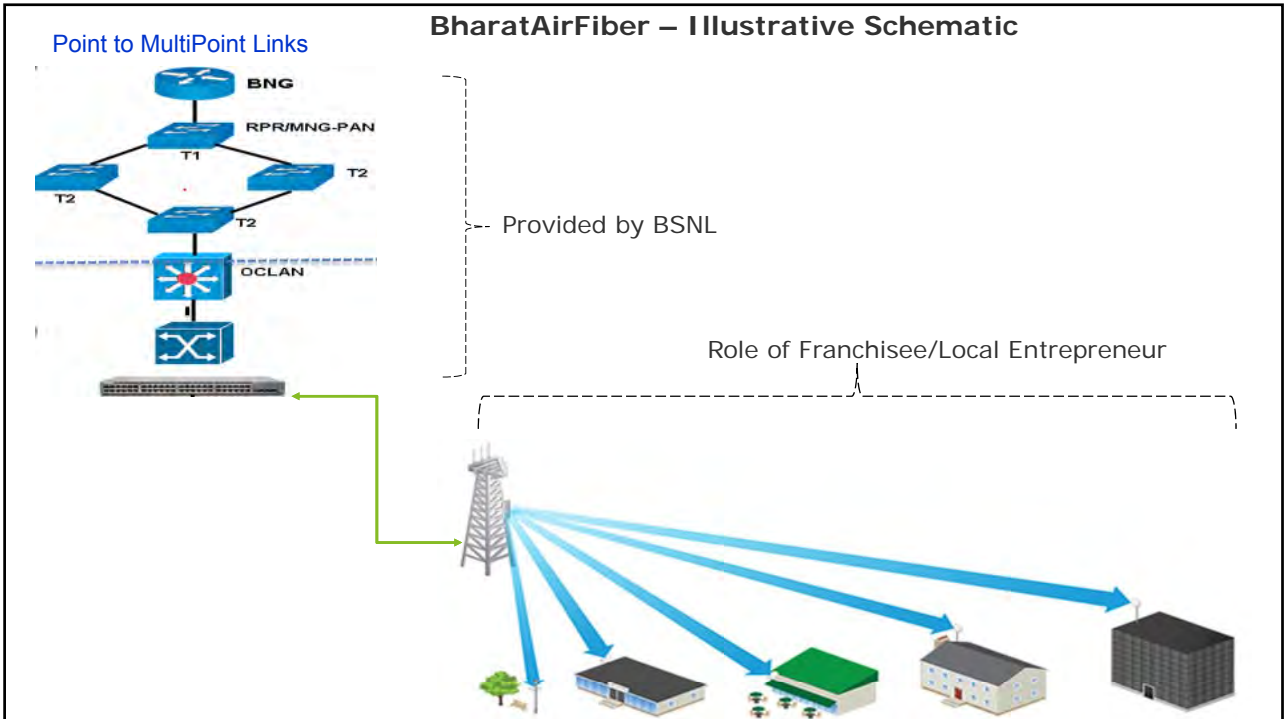 BharatAirFiber – Illustrative Schematic
Point to MultiPoint Links
BNG
RPR/MNG-PAN
T1
T2
T2
T2
OCLAN
Provided by BSNL
Role of Franchisee/Local Entrepreneur